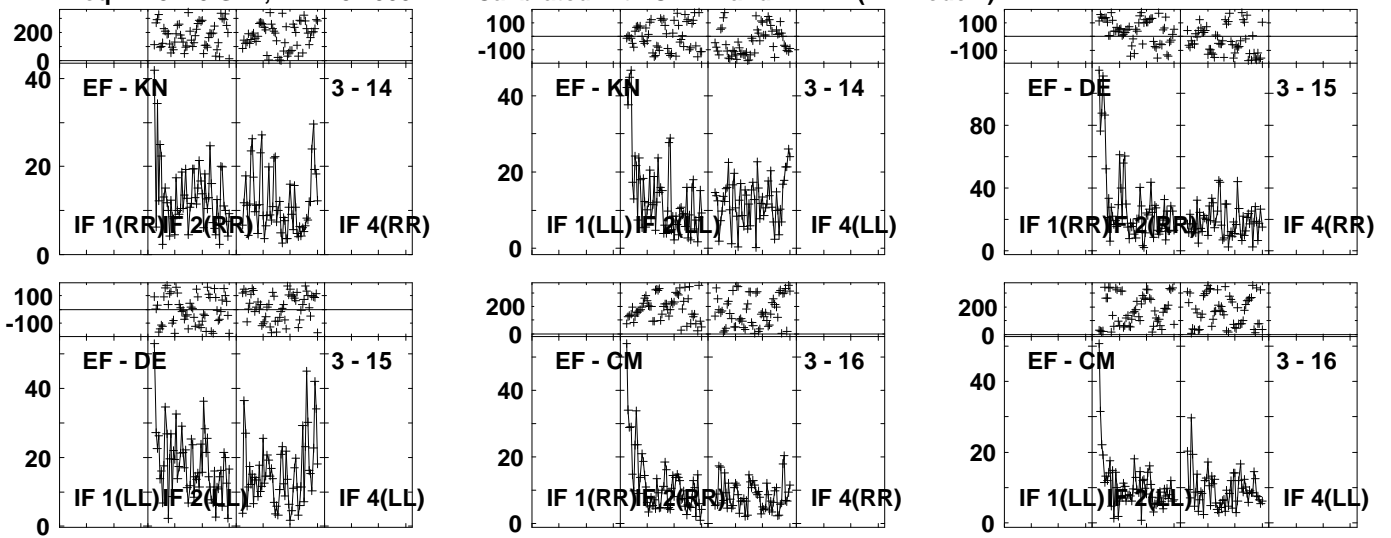 200 0 100 -100 100 -100
40 20 0 EF - KN 3 - 14 IF 1(RR) IF 2(RR) IF 4(RR)
40 20 0 EF - KN 3 - 14 IF 1(LL) IF 2(LL) IF 4(LL)
80 40 0 EF - DE 3 - 15 IF 1(RR) IF 2(RR) IF 4(RR)
100 -100 200 0 200 0
40 20 0 EF - DE 3 - 15 IF 1(LL) IF 2(LL) IF 4(LL)
40 20 0 EF - CM 3 - 16 IF 1(RR) IF 2(RR) IF 4(RR)
40 20 0 EF - CM 3 - 16 IF 1(LL) IF 2(LL) IF 4(LL)